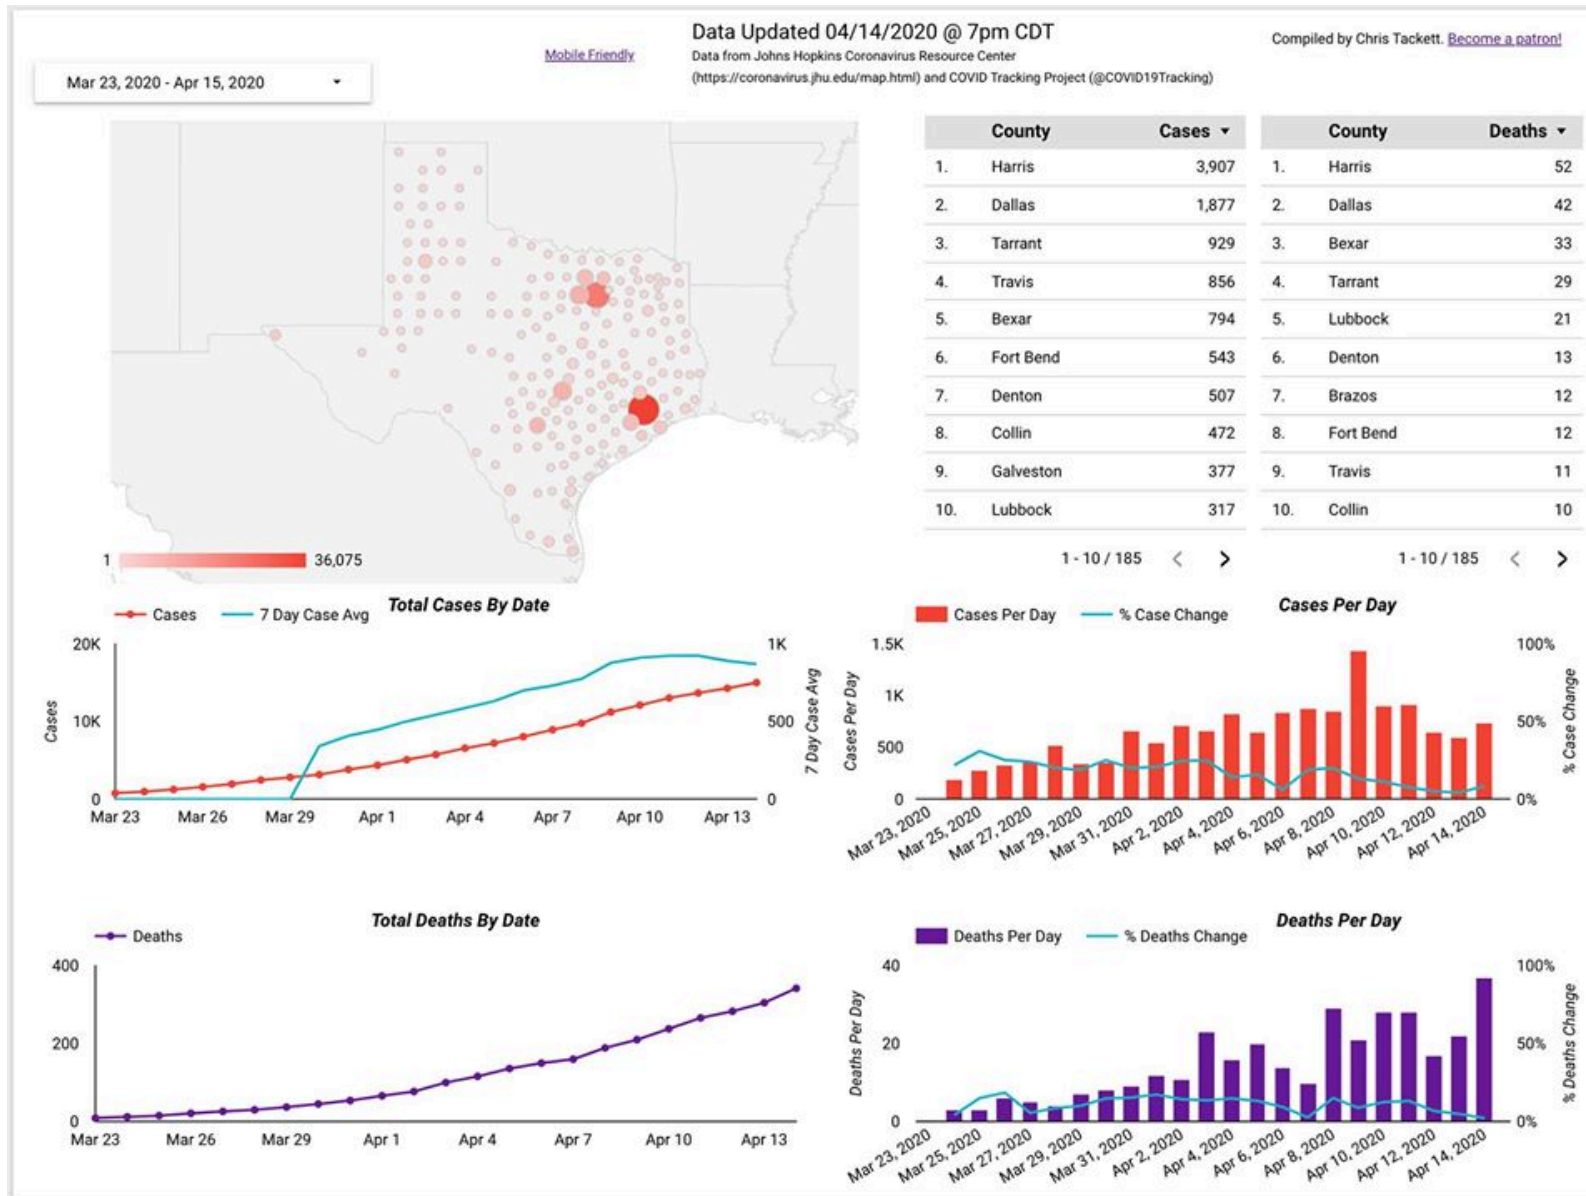 Data Updated 04/14/2020 @ 7pm CDT
Mobile Friendly
Data from Johns Hopkins Coronavirus Resource Center
(https://coronavirus.jhu.edu/map.html) and COVID Tracking Project (@COVID19Tracking)
Compiled by Chris Tackett. Become a patron!
Mar 23, 2020 - Apr 15, 2020
1 36,075
County Cases
1. Harris 3,907
2. Dallas 1,877
3. Tarrant 929
4. Travis 856
5. Bexar 794
6. Fort Bend 543
7. Denton 507
8. Collin 472
9. Galveston 377
10. Lubbock 317
1 - 10 / 185
County Deaths
1. Harris 52
2. Dallas 42
3. Bexar 33
4. Tarrant 29
5. Lubbock 21
6. Denton 13
7. Brazos 12
8. Fort Bend 12
9. Travis 11
10. Collin 10
1 - 10 / 185
Total Cases By Date
Cases 7 Day Case Avg
20K
10K
0
Cases
1K
500
0
7 Day Case Avg
Mar 23 Mar 26 Mar 29 Apr 1 Apr 4 Apr 7 Apr 10 Apr 13
Cases Per Day
Cases Per Day % Case Change
1.5K
1K
500
0
Cases Per Day
100%
50%
0%
% Case Change
Mar 23, 2020 Mar 25, 2020 Mar 27, 2020 Mar 29, 2020 Mar 31, 2020 Apr 2, 2020 Apr 4, 2020 Apr 6, 2020 Apr 8, 2020 Apr 10, 2020 Apr 12, 2020 Apr 14, 2020
Total Deaths By Date
Deaths
400
200
0
Mar 23 Mar 26 Mar 29 Apr 1 Apr 4 Apr 7 Apr 10 Apr 13
Deaths Per Day
Deaths Per Day % Deaths Change
40
20
0
Deaths Per Day
100%
50%
0%
% Deaths Change
Mar 23, 2020 Mar 25, 2020 Mar 27, 2020 Mar 29, 2020 Mar 31, 2020 Apr 2, 2020 Apr 4, 2020 Apr 6, 2020 Apr 8, 2020 Apr 10, 2020 Apr 12, 2020 Apr 14, 2020